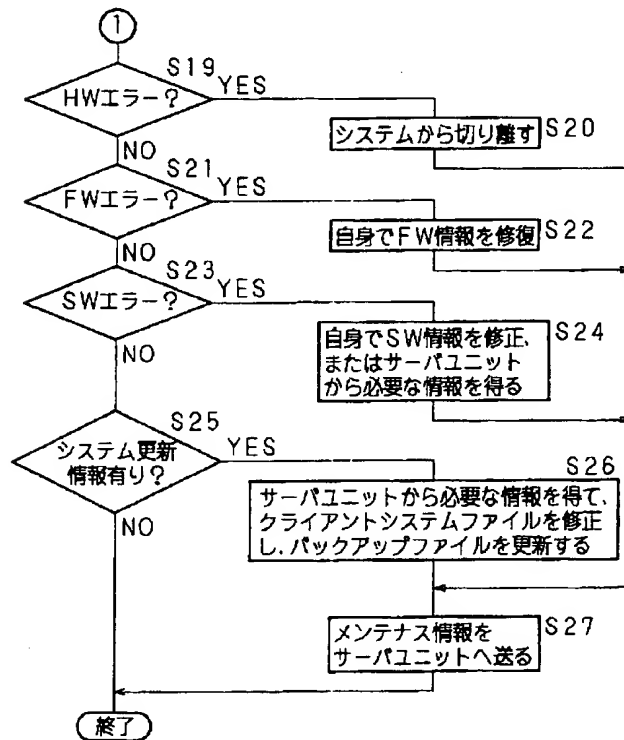 1
S19
HWエラー? YES
システムから切り離す S20
NO
S21
FWエラー? YES
自身でFW情報を修復 S22
NO
S23
SWエラー? YES
自身でSW情報を修正,
またはサーバユニット
から必要な情報を得る
S24
NO
S25
システム更新
情報有り?
YES
S26
サーバユニットから必要な情報を得て,
クライアントシステムファイルを修正
し,バックアップファイルを更新する
NO
メンテナス情報を
サーバユニットへ送る
S27
終了